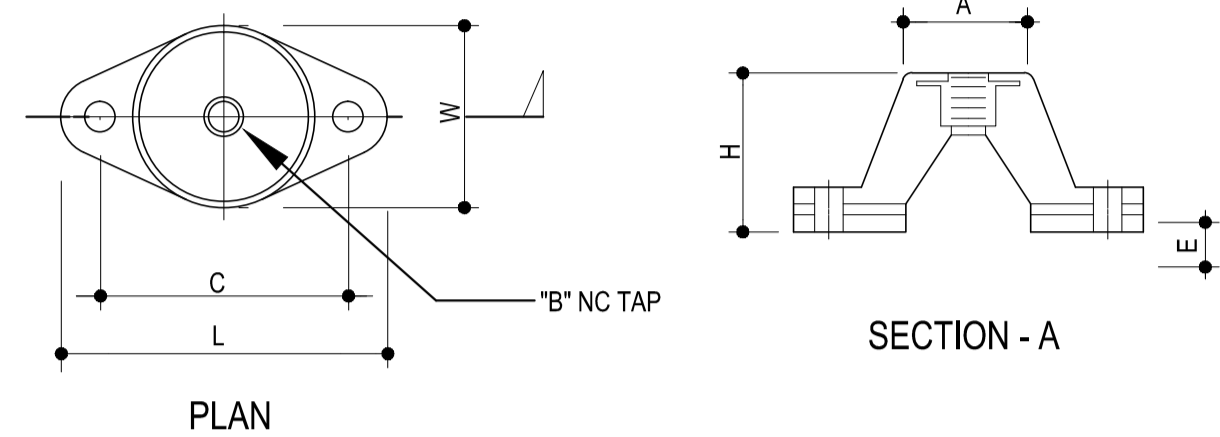 W
C
"B" NC TAP
L
PLAN
A
H
E
SECTION - A